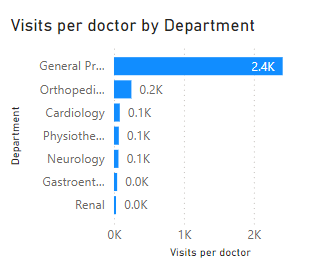 Visits per doctor by Department
General Pr... 2.4K
Orthopedi... 0.2K
Cardiology 0.1K
Physiothe... 0.1K
Neurology 0.1K
Gastroent... 0.0K
Renal 0.0K
Department
0K 1K 2K
Visits per doctor